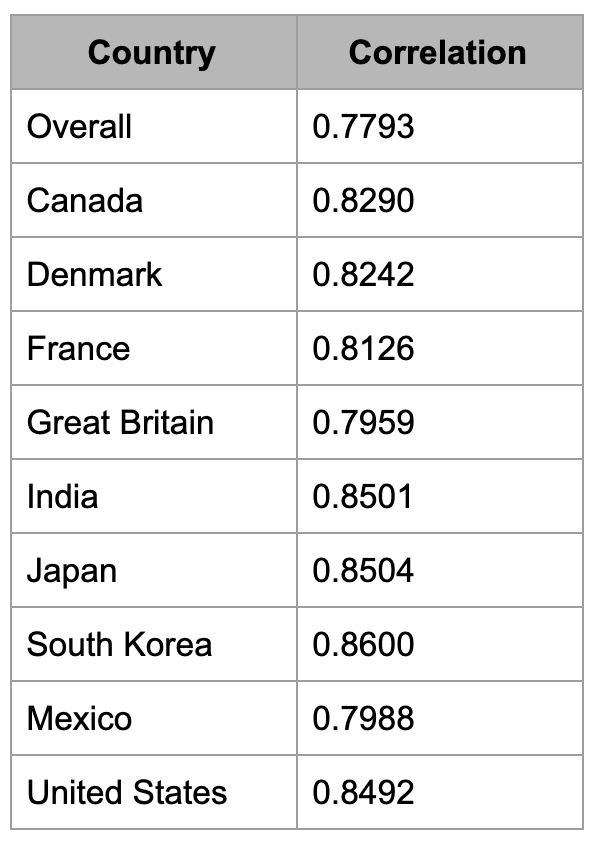 Country Correlation
Overall 0.7793
Canada 0.8290
Denmark 0.8242
France 0.8126
Great Britain 0.7959
India 0.8501
Japan 0.8504
South Korea 0.8600
Mexico 0.7988
United States 0.8492